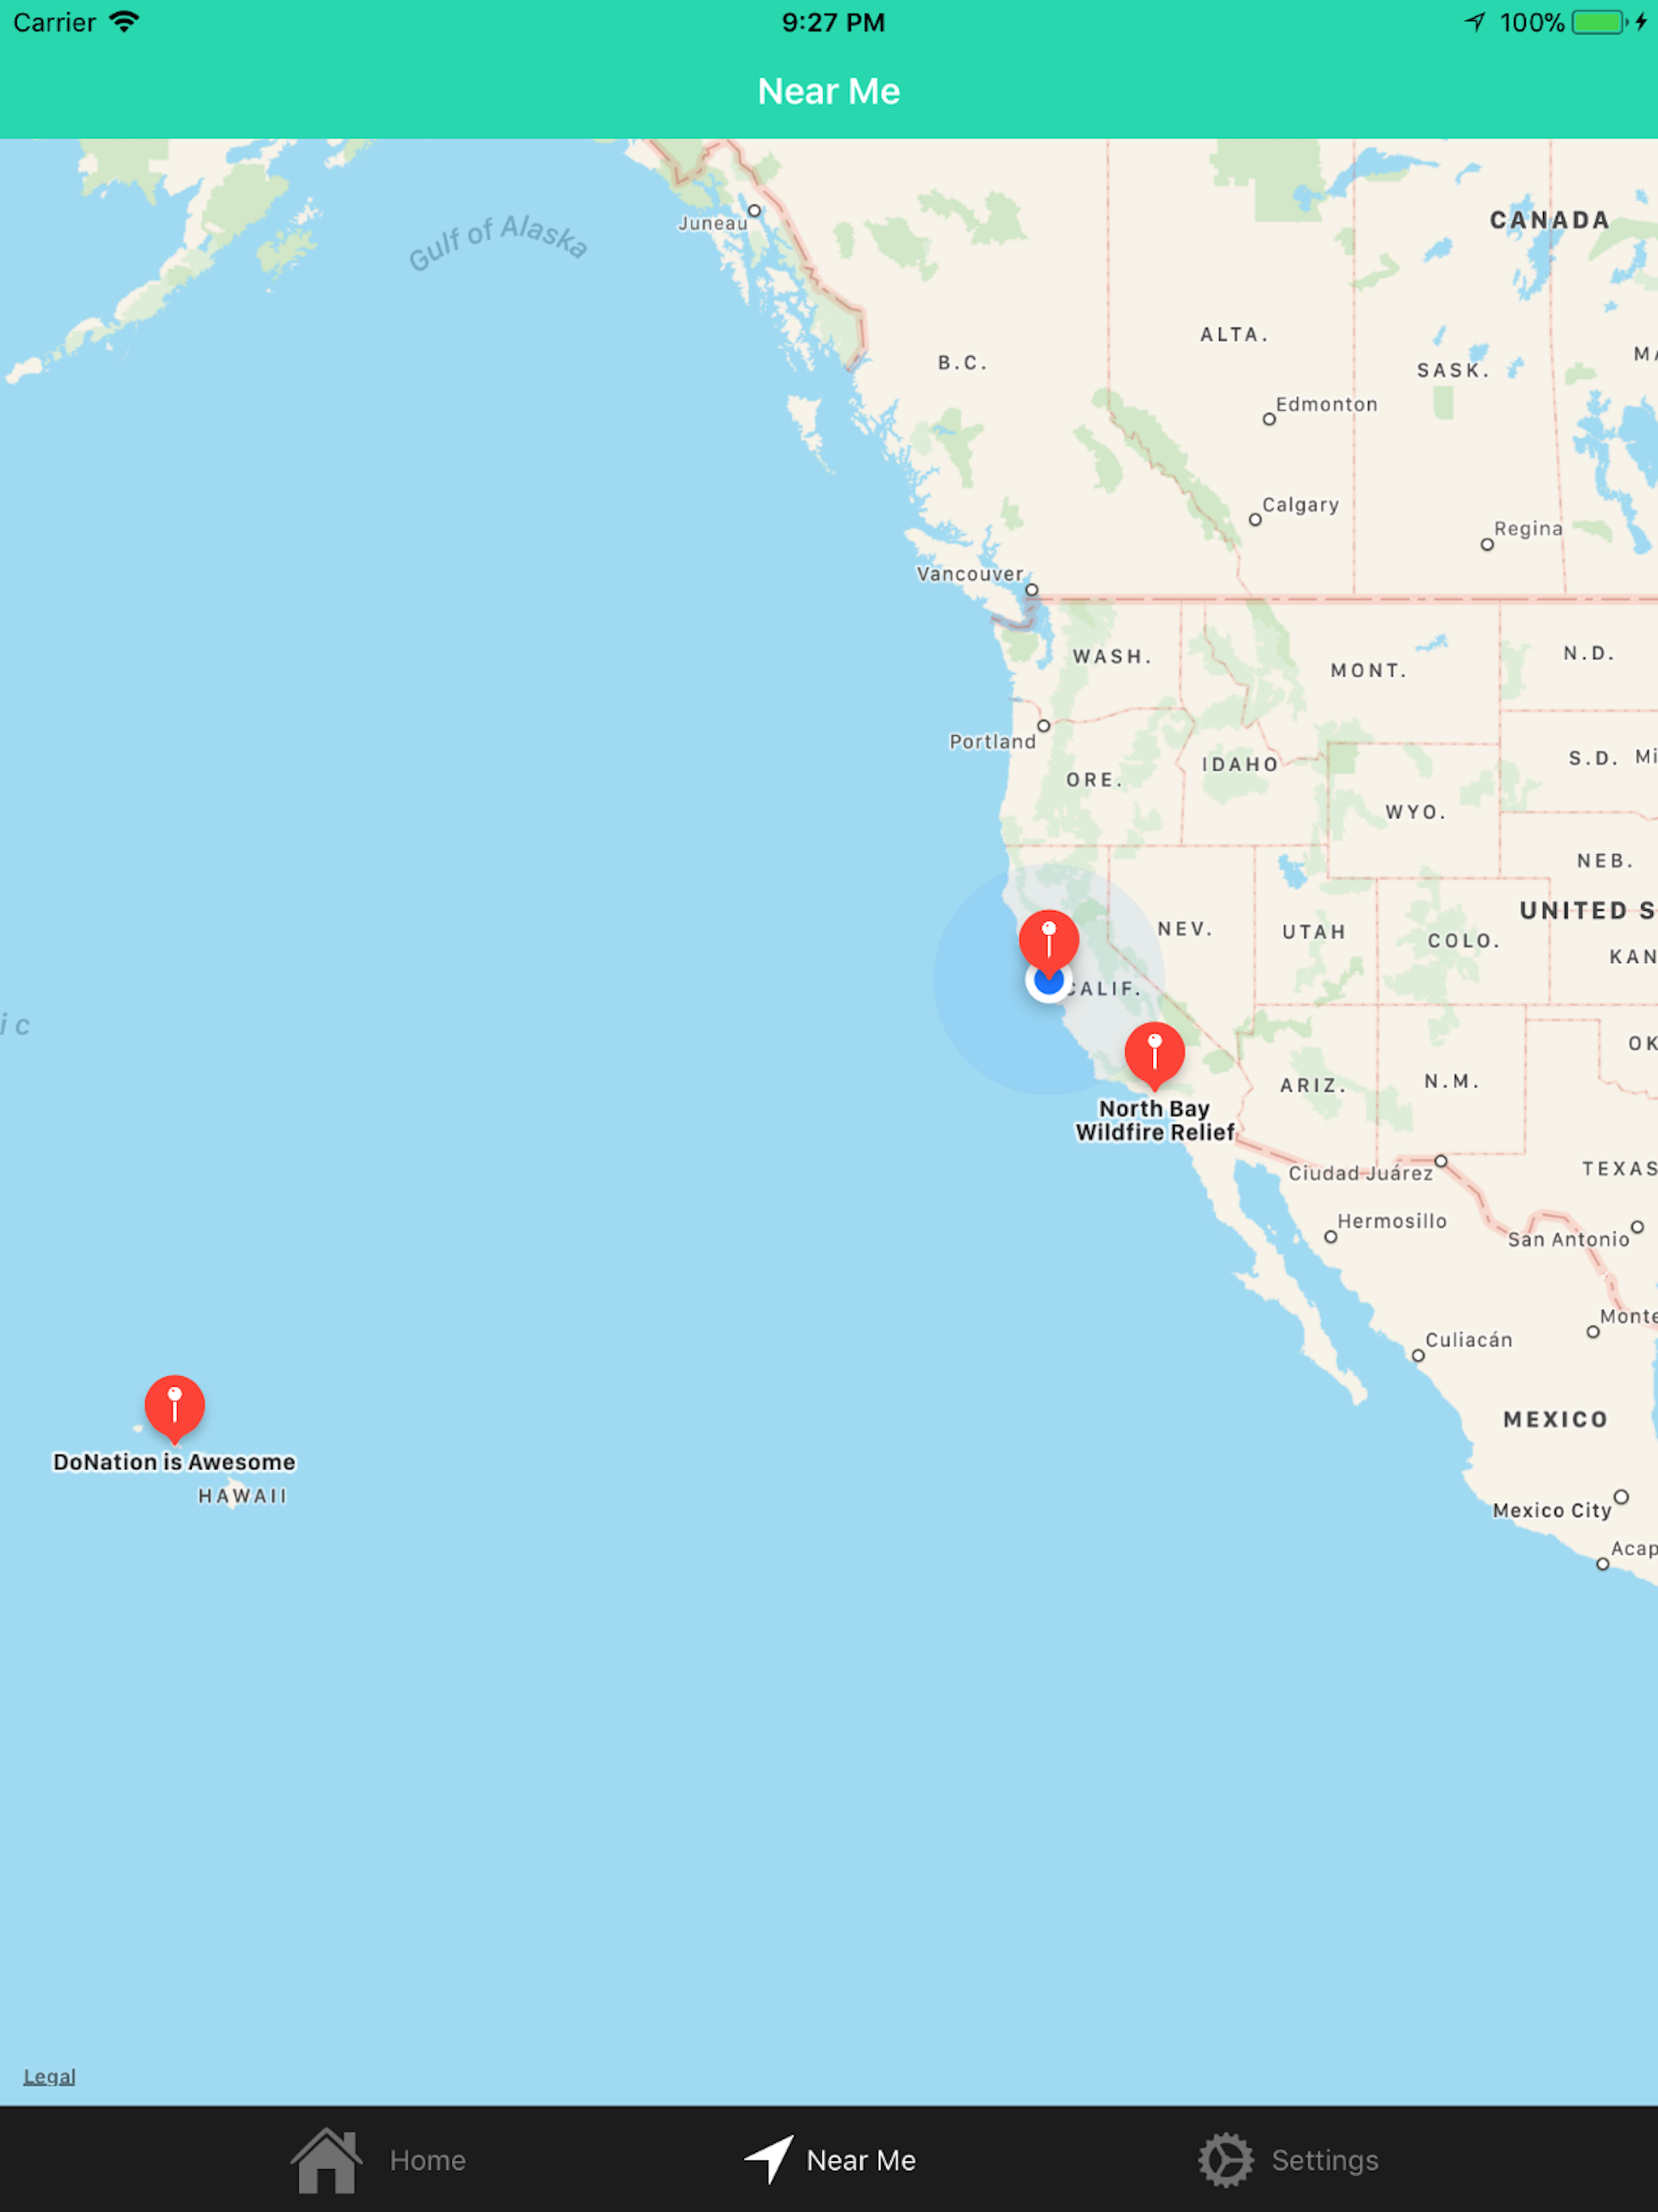 Carrier 9:27 PM 100%
Near Me
Gulf of Alaska
Juneau
CANADA
ALTA.
B.C.
SASK.
MA
Edmonton
Calgary
Regina
Vancouver
WASH.
MONT.
N.D.
Portland
ORE.
IDAHO
S.D. Mi
WYO.
NEB.
UNITED S
NEV.
UTAH
COLO.
KAN
CALIF.
ic
OK
ARIZ.
N.M.
North Bay
Wildfire Relief
Ciudad Juárez
TEXAS
Hermosillo
San Antonio
Monte
Culiacán
MEXICO
DoNation is Awesome
HAWAII
Mexico City
Acap
Legal
Home Near Me Settings